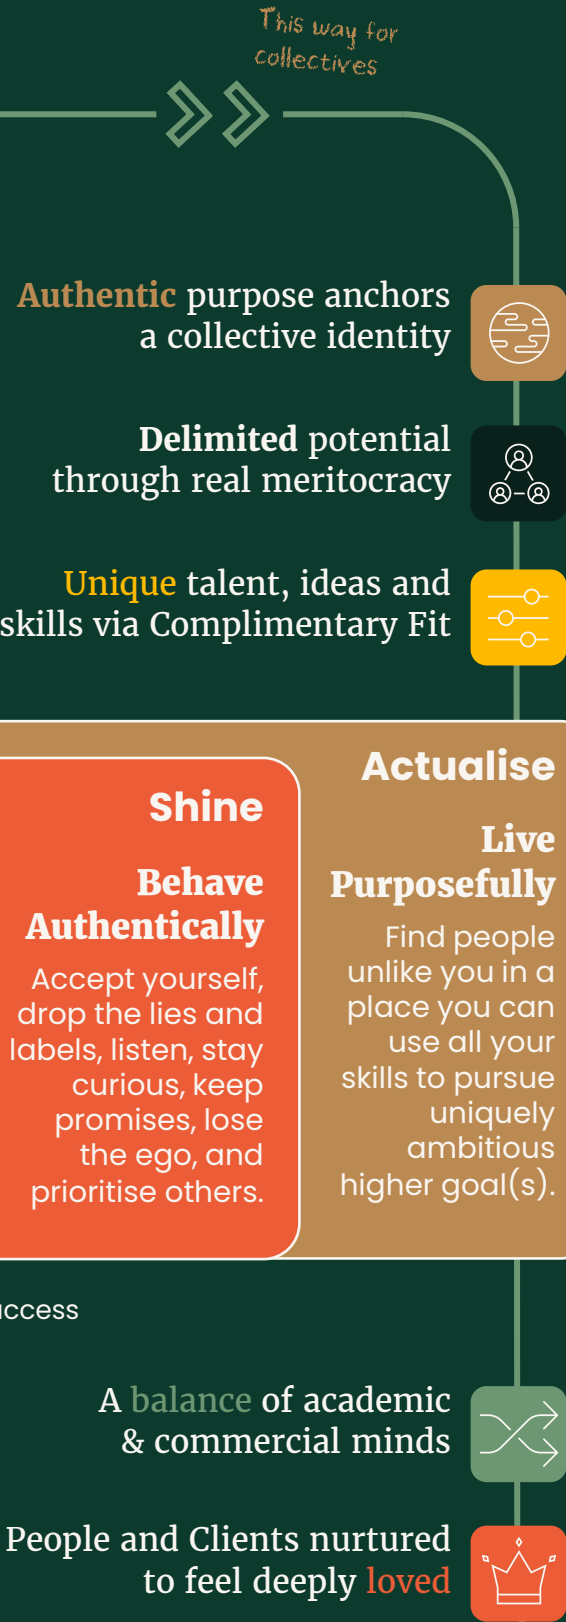 This way for
collectives
Authentic purpose anchors
a collective identity
Delimited potential
through real meritocracy
Unique talent, ideas and
skills via Complimentary Fit
Shine
Behave
Authentically
Accept yourself,
drop the lies and
labels, listen, stay
curious, keep
promises, lose
the ego, and
prioritise others.
Actualise
Live
Purposefully
Find people
unlike you in a
place you can
use all your
skills to pursue
uniquely
ambitious
higher goal(s).
A balance of academic
& commercial minds
People and Clients nurtured
to feel deeply loved